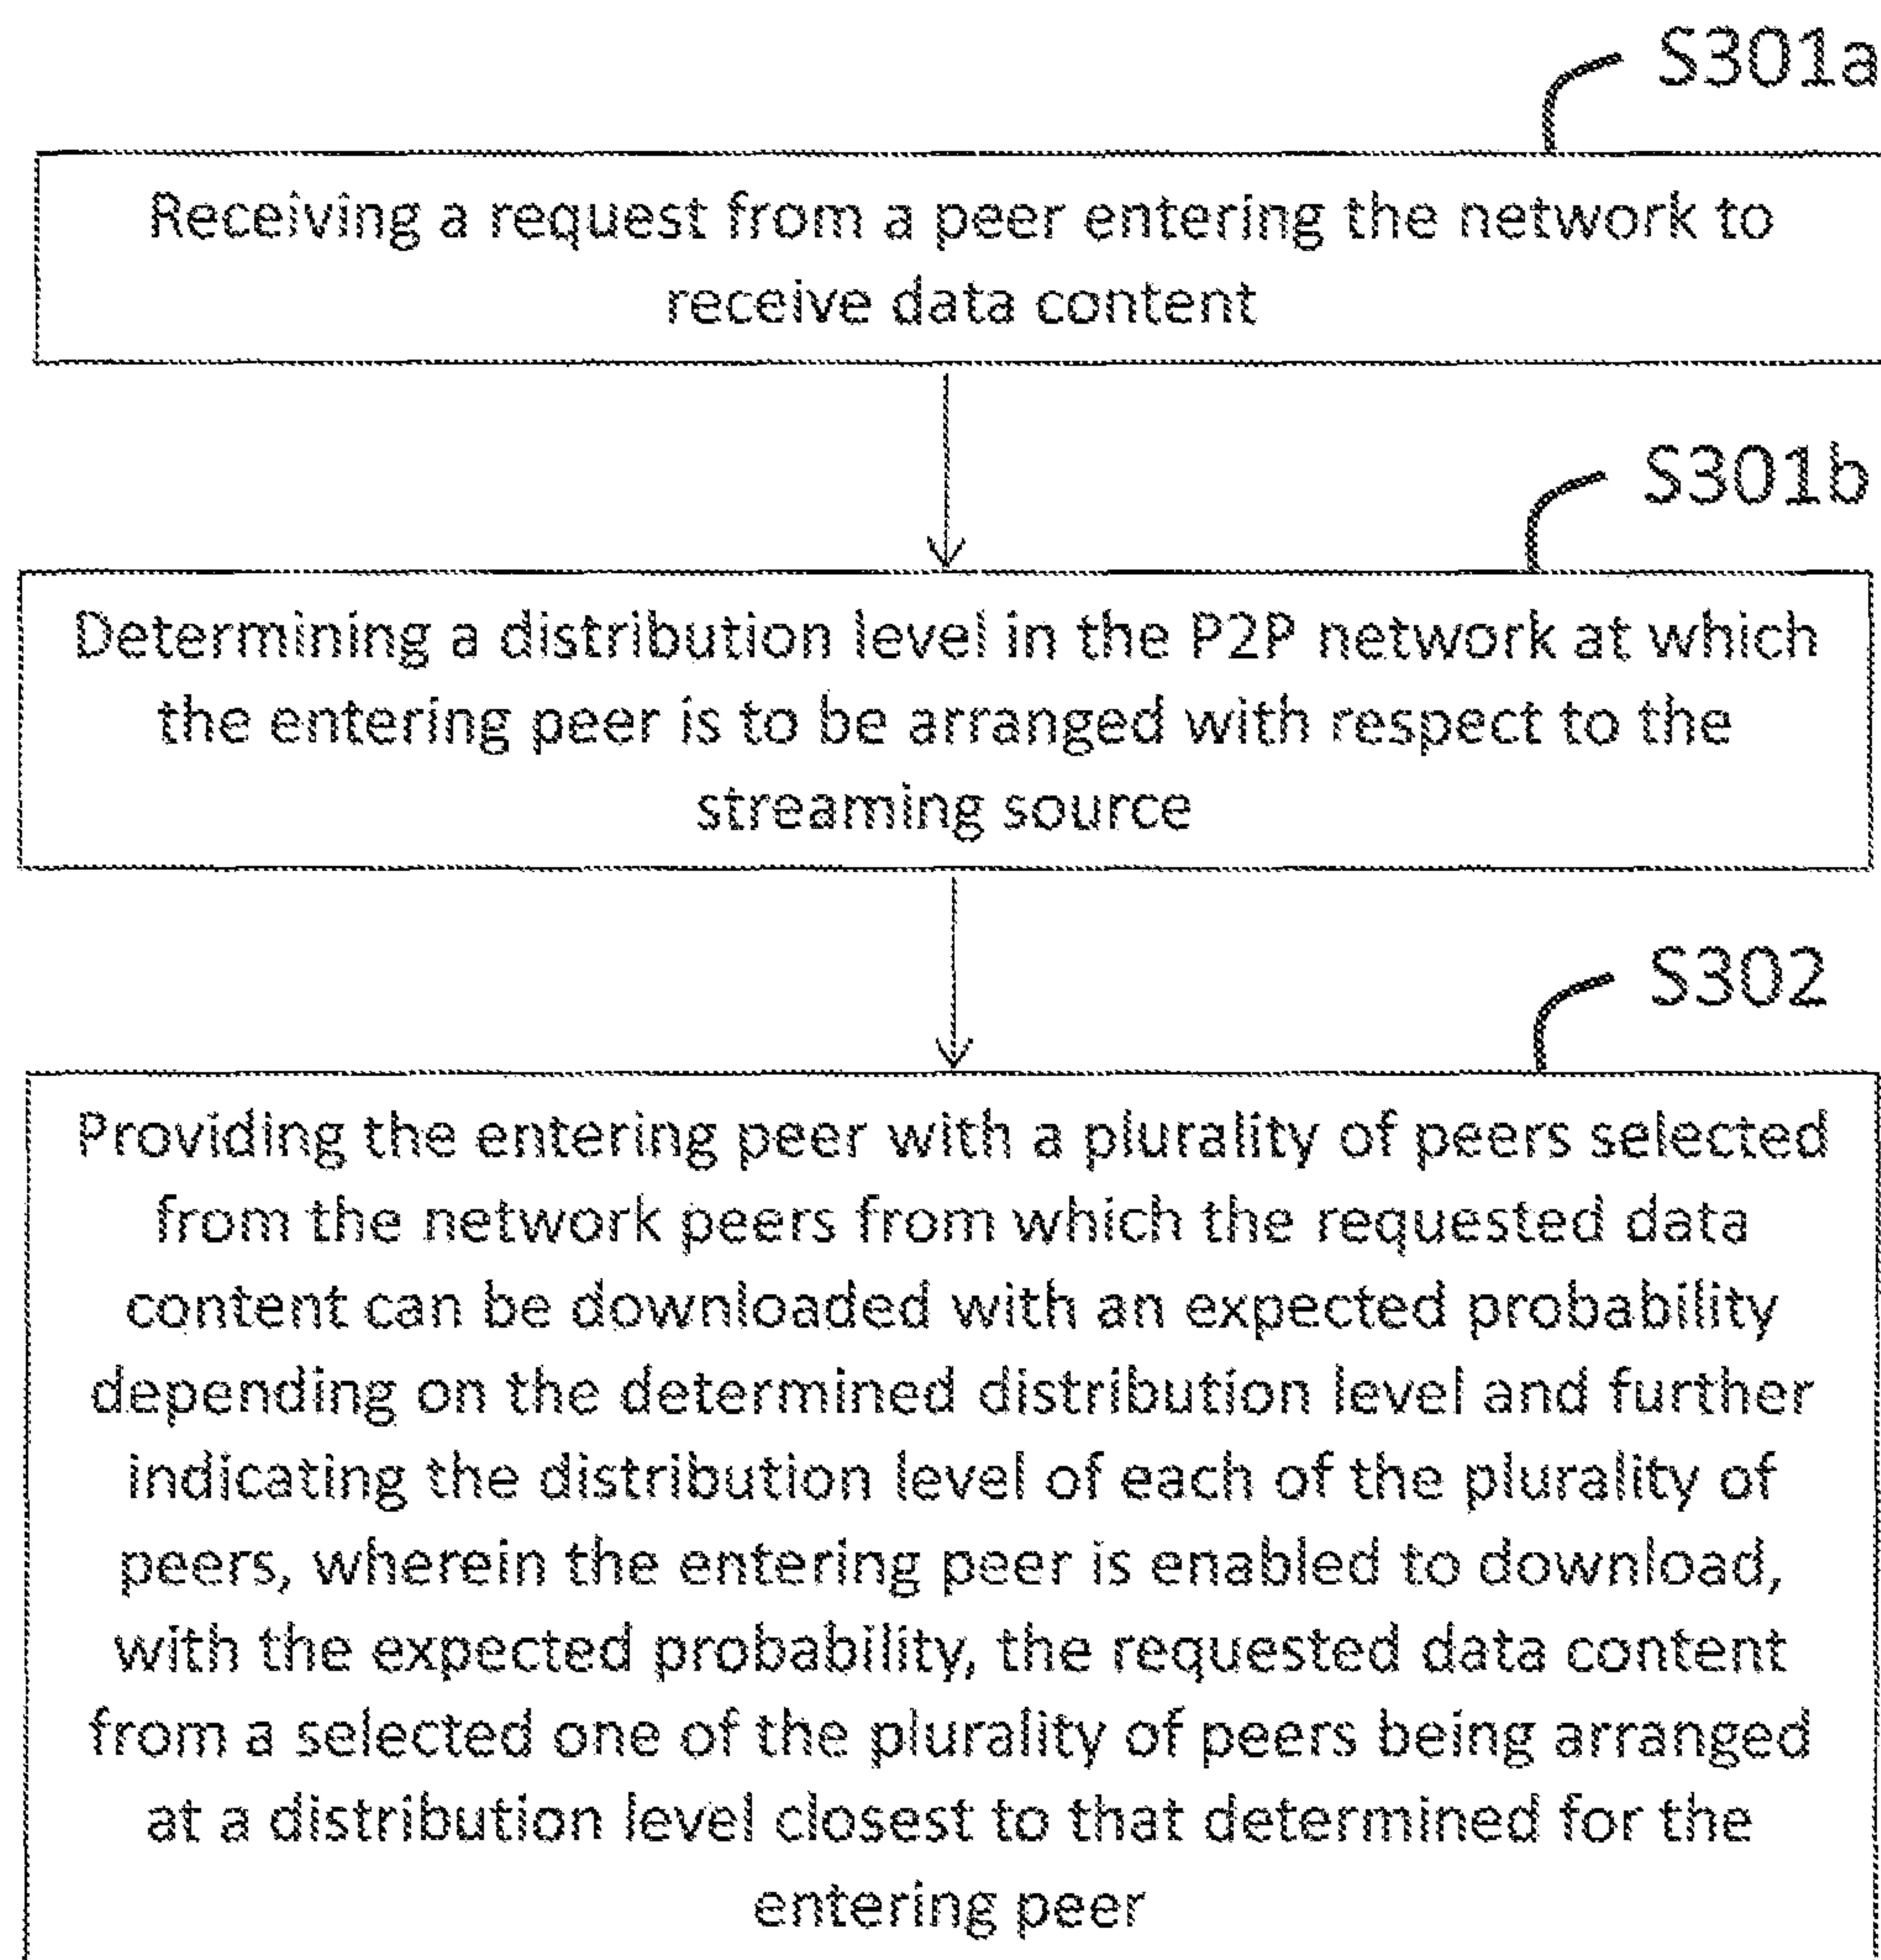 S301a
Receiving a request from a peer entering the network to
receive data content
S301b
Determining a distribution level in the P2P network at which
the entering peer is to be arranged with respect to the
streaming source
S302
Providing the entering peer with a plurality of peers selected
from the network peers from which the requested data
content can be downloaded with an expected probability
depending on the determined distribution level and further
indicating the distribution level of each of the plurality of
peers, wherein the entering peer is enabled to download,
with the expected probability, the requested data content
from a selected one of the plurality of peers being arranged
at a distribution level closest to that determined for the
entering peer